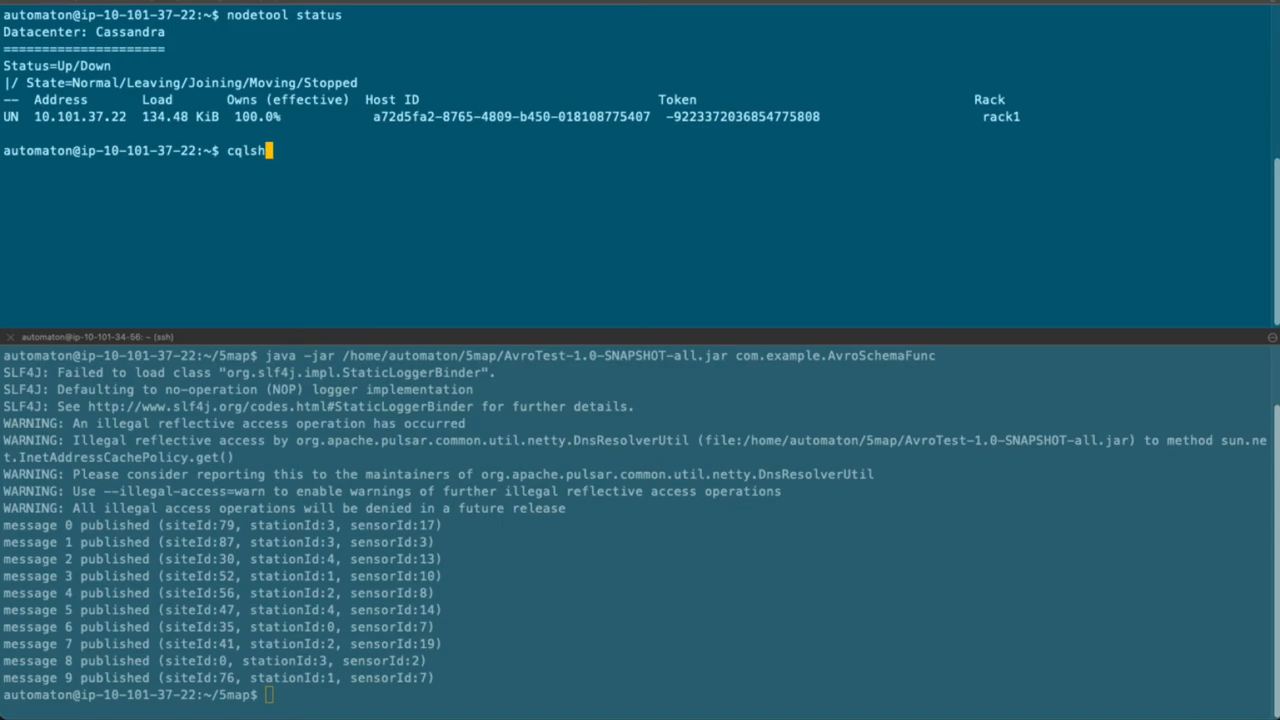 automaton@ip-10-101-37-22:~$ nodetool status
Datacenter: Cassandra
=====================
Status=Up/Down
|/ State=Normal/Leaving/Joining/Moving/Stopped
-- Address Load Owns (effective) Host ID Token Rack
UN 10.101.37.22 134.48 KiB 100.0% a72d5fa2-8765-4809-b450-018108775407 -9223372036854775808 rack1
automaton@ip-10-101-37-22:~$ cqlsh
automaton@ip-10-101-34-56: ~ (ssh)
automaton@ip-10-101-37-22:~/5map$ java -jar /home/automaton/5map/AvroTest-1.0-SNAPSHOT-all.jar com.example.AvroSchemaFunc
SLF4J: Failed to load class "org.slf4j.impl.StaticLoggerBinder".
SLF4J: Defaulting to no-operation (NOP) logger implementation
SLF4J: See http://www.slf4j.org/codes.html#StaticLoggerBinder for further details.
WARNING: An illegal reflective access operation has occurred
WARNING: Illegal reflective access by org.apache.pulsar.common.util.netty.DnsResolverUtil (file:/home/automaton/5map/AvroTest-1.0-SNAPSHOT-all.jar) to method sun.ne
t.InetAddressCachePolicy.get()
WARNING: Please consider reporting this to the maintainers of org.apache.pulsar.common.util.netty.DnsResolverUtil
WARNING: Use --illegal-access=warn to enable warnings of further illegal reflective access operations
WARNING: All illegal access operations will be denied in a future release
message 0 published (siteId:79, stationId:3, sensorId:17)
message 1 published (siteId:87, stationId:3, sensorId:3)
message 2 published (siteId:30, stationId:4, sensorId:13)
message 3 published (siteId:52, stationId:1, sensorId:10)
message 4 published (siteId:56, stationId:2, sensorId:8)
message 5 published (siteId:47, stationId:4, sensorId:14)
message 6 published (siteId:35, stationId:0, sensorId:7)
message 7 published (siteId:41, stationId:2, sensorId:19)
message 8 published (siteId:0, stationId:3, sensorId:2)
message 9 published (siteId:76, stationId:1, sensorId:7)
automaton@ip-10-101-37-22:~/5map$